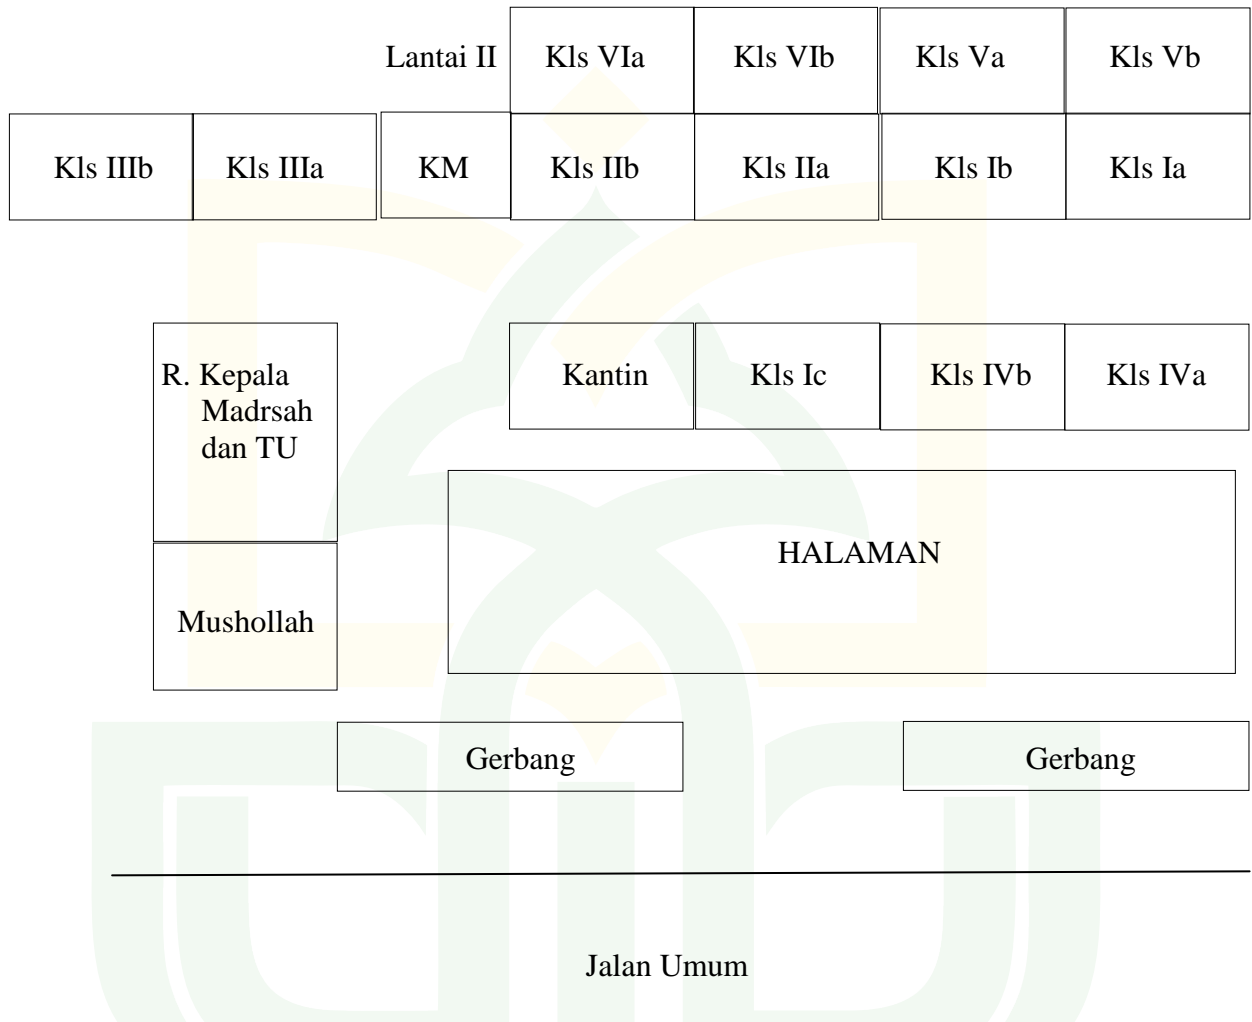 Lantai II Kls VIa Kls VIb Kls Va Kls Vb
Kls IIIb Kls IIIa KM Kls IIb Kls IIa Kls Ib Kls Ia
R. Kepala
Madrsah
dan TU
Kantin Kls Ic Kls IVb Kls IVa
HALAMAN
Mushollah
Gerbang Gerbang
Jalan Umum